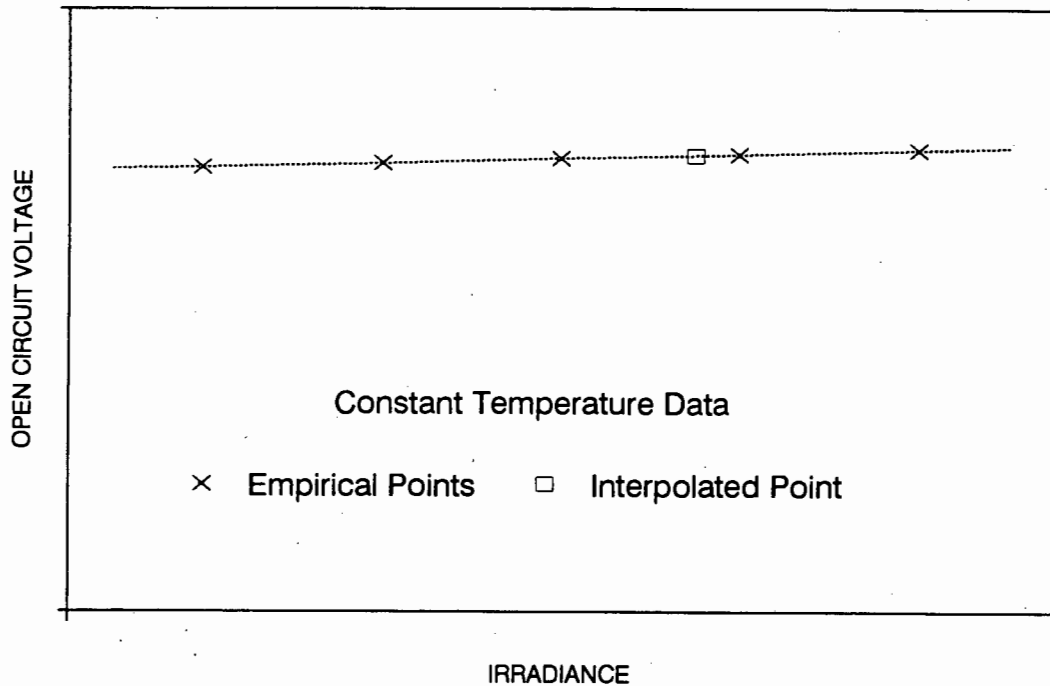 OPEN CIRCUIT VOLTAGE
Constant Temperature Data
× Empirical Points □ Interpolated Point
IRRADIANCE